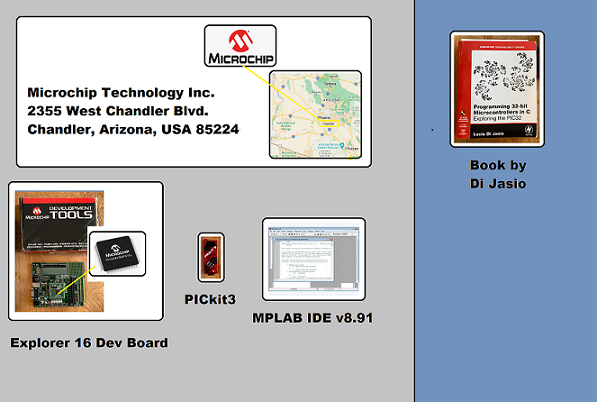 MICROCHIP
Microchip Technology Inc.
2355 West Chandler Blvd.
Chandler, Arizona, USA 85224
Programming 32-bit
Microcontrollers in C
Exploring the PIC32
Lucio Di Jasio
Book by
Di Jasio
MICROCHIP
DEVELOPMENT
TOOLS
MICROCHIP
PICkit3
MPLAB IDE v8.91
Explorer 16 Dev Board